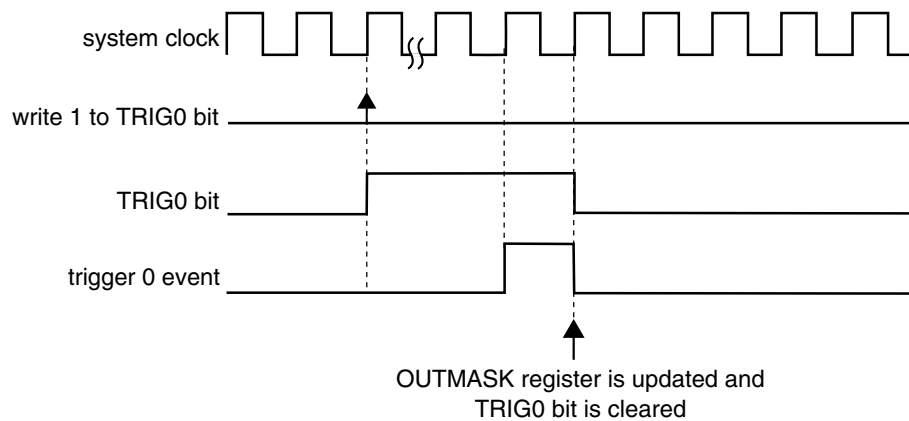 system clock
write 1 to TRIG0 bit
TRIG0 bit
trigger 0 event
OUTMASK register is updated and
TRIG0 bit is cleared